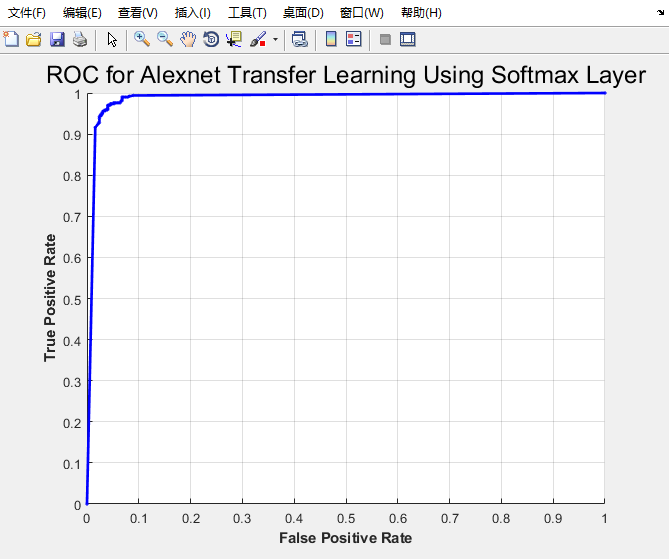 文件(F) 编辑(E) 查看(V) 插入(I) 工具(T) 桌面(D) 窗口(W) 帮助(H)
ROC for Alexnet Transfer Learning Using Softmax Layer
1
0.9
0.8
0.7
0.6
0.5
0.4
0.3
0.2
0.1
0
True Positive Rate
0 0.1 0.2 0.3 0.4 0.5 0.6 0.7 0.8 0.9 1
False Positive Rate